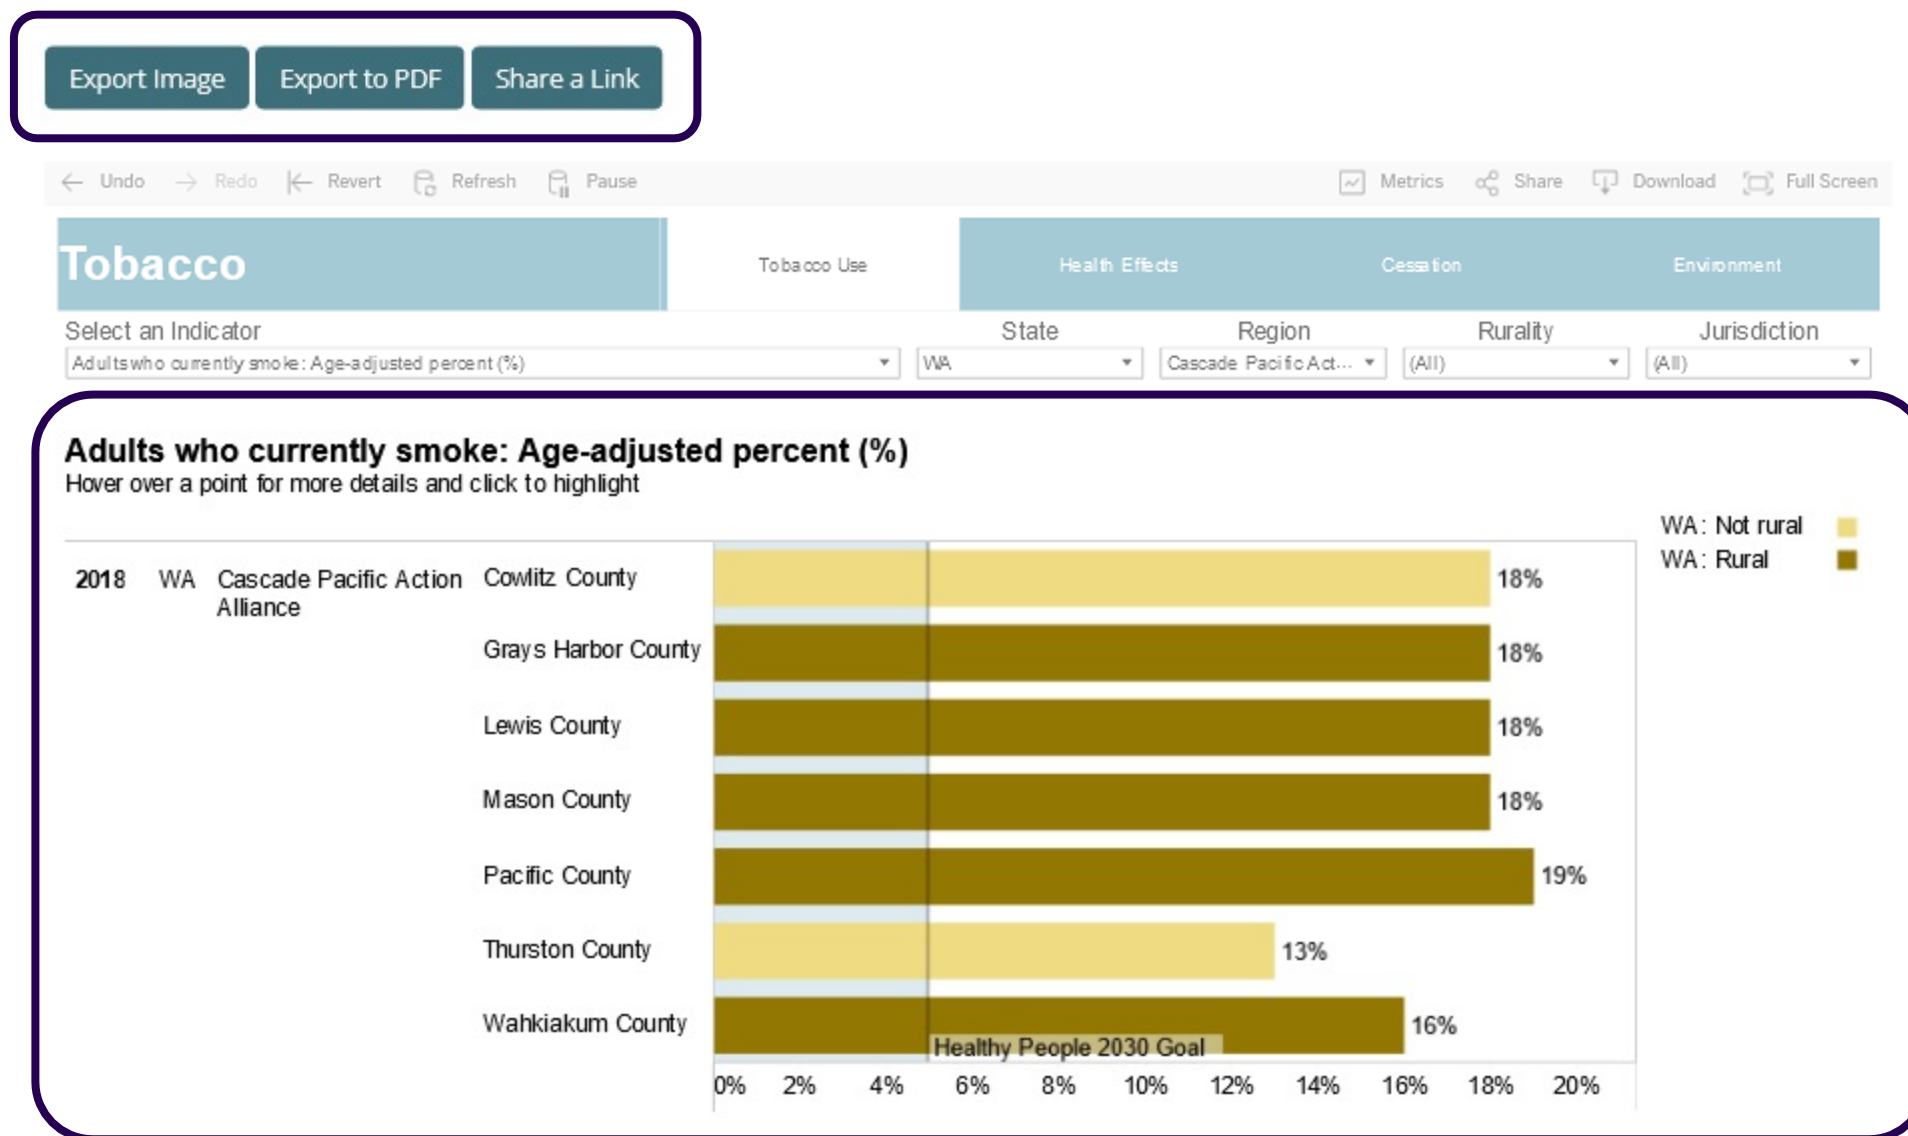 Export Image Export to PDF Share a Link
Undo Redo Revert Refresh Pause Metrics Share Download Full Screen
Tobacco Tobacco Use Health Effects Cessation Environment
Select an Indicator State Region Rurality Jurisdiction
Adults who currently smoke: Age-adjusted percent (%) WA Cascade Pacific Act... (All) (All)
Adults who currently smoke: Age-adjusted percent (%)
Hover over a point for more details and click to highlight
WA: Not rural
WA: Rural
2018 WA Cascade Pacific Action Alliance
Cowlitz County 18%
Grays Harbor County 18%
Lewis County 18%
Mason County 18%
Pacific County 19%
Thurston County 13%
Wahkiakum County 16%
Healthy People 2030 Goal
0% 2% 4% 6% 8% 10% 12% 14% 16% 18% 20%